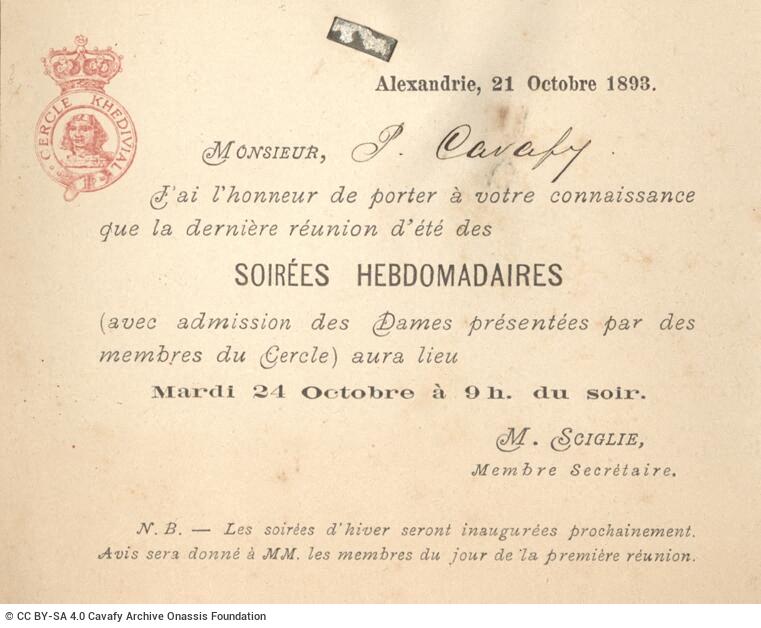 Alexandrie, 21 Octobre 1893.
CERCLE KHEDIVIAL
MONSIEUR, P. Cavafy.
J'ai l'honneur de porter à votre connaissance
que la dernière réunion d'été des
SOIRÉES HEBDOMADAIRES
(avec admission des Dames présentées par des
membres du Cercle) aura lieu
Mardi 24 Octobre à 9 h. du soir.
M. SCIGLIE,
Membre Secrétaire.
N. B. — Les soirées d'hiver seront inaugurées prochainement.
Avis sera donné à MM. les membres du jour de la première réunion.
© CC BY-SA 4.0 Cavafy Archive Onassis Foundation